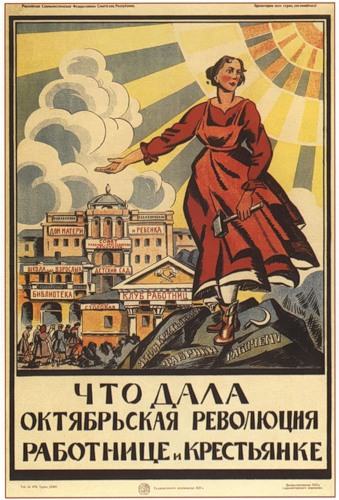 Российская Социалистическая Федеративная Советская Республика.
Пролетарии всех стран, соединяйтесь!
ДОМ МАТЕРИ И РЕБЕНКА
ШКОЛА ДЛЯ ВЗРОСЛЫХ
ДЕТСКИЙ САД
БИБЛИОТЕКА
СТОЛОВАЯ
КЛУБ РАБОТНИЦ
ЧТО ДАЛА
ОКТЯБРЬСКАЯ РЕВОЛЮЦИЯ
РАБОТНИЦЕ и КРЕСТЬЯНКЕ